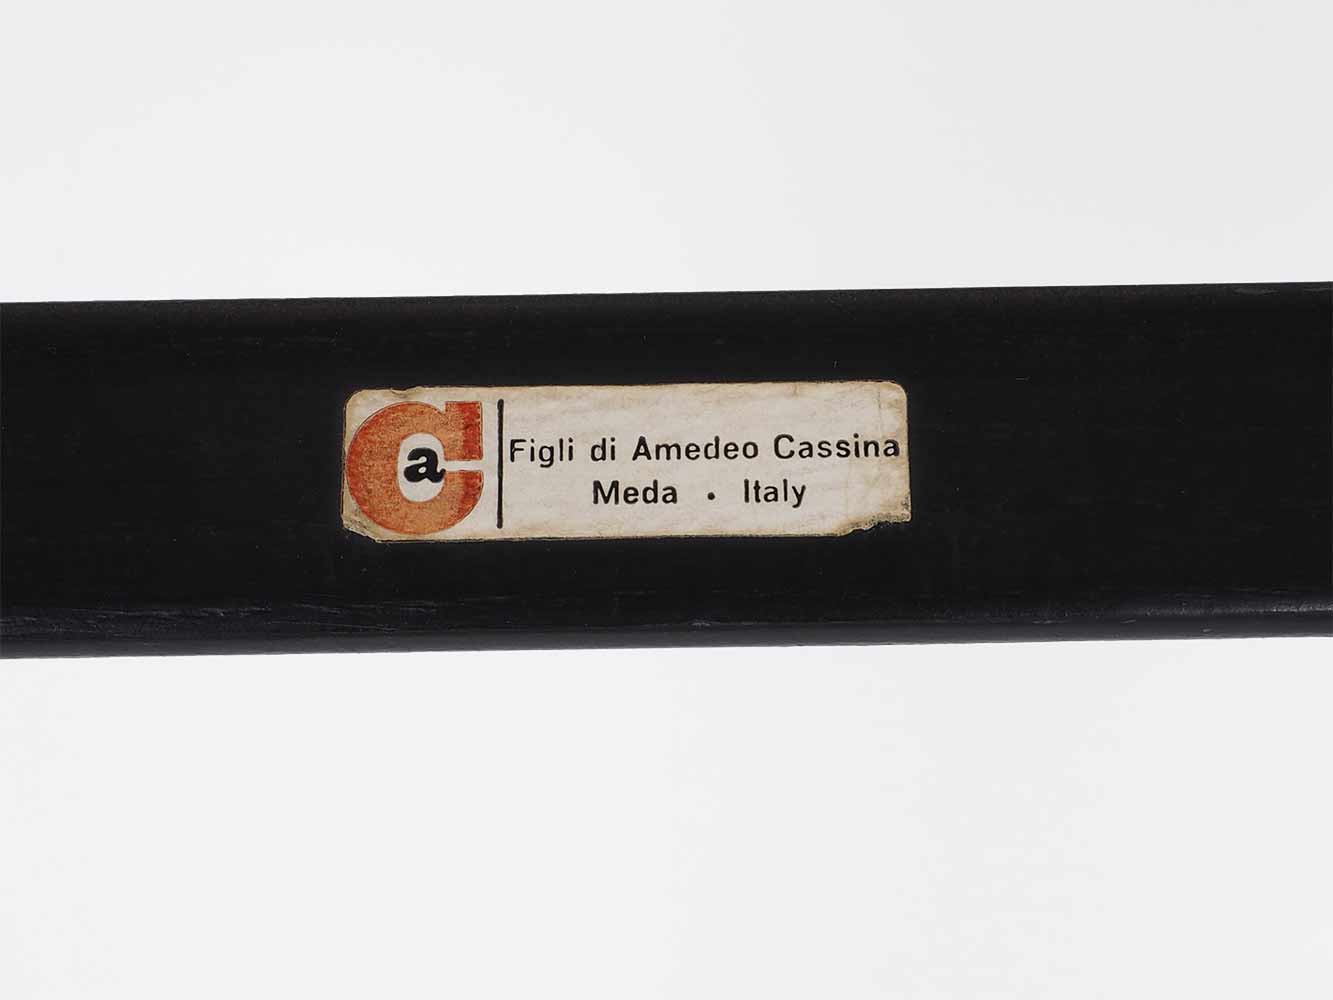 Ca
Figli di Amedeo Cassina
Meda • Italy